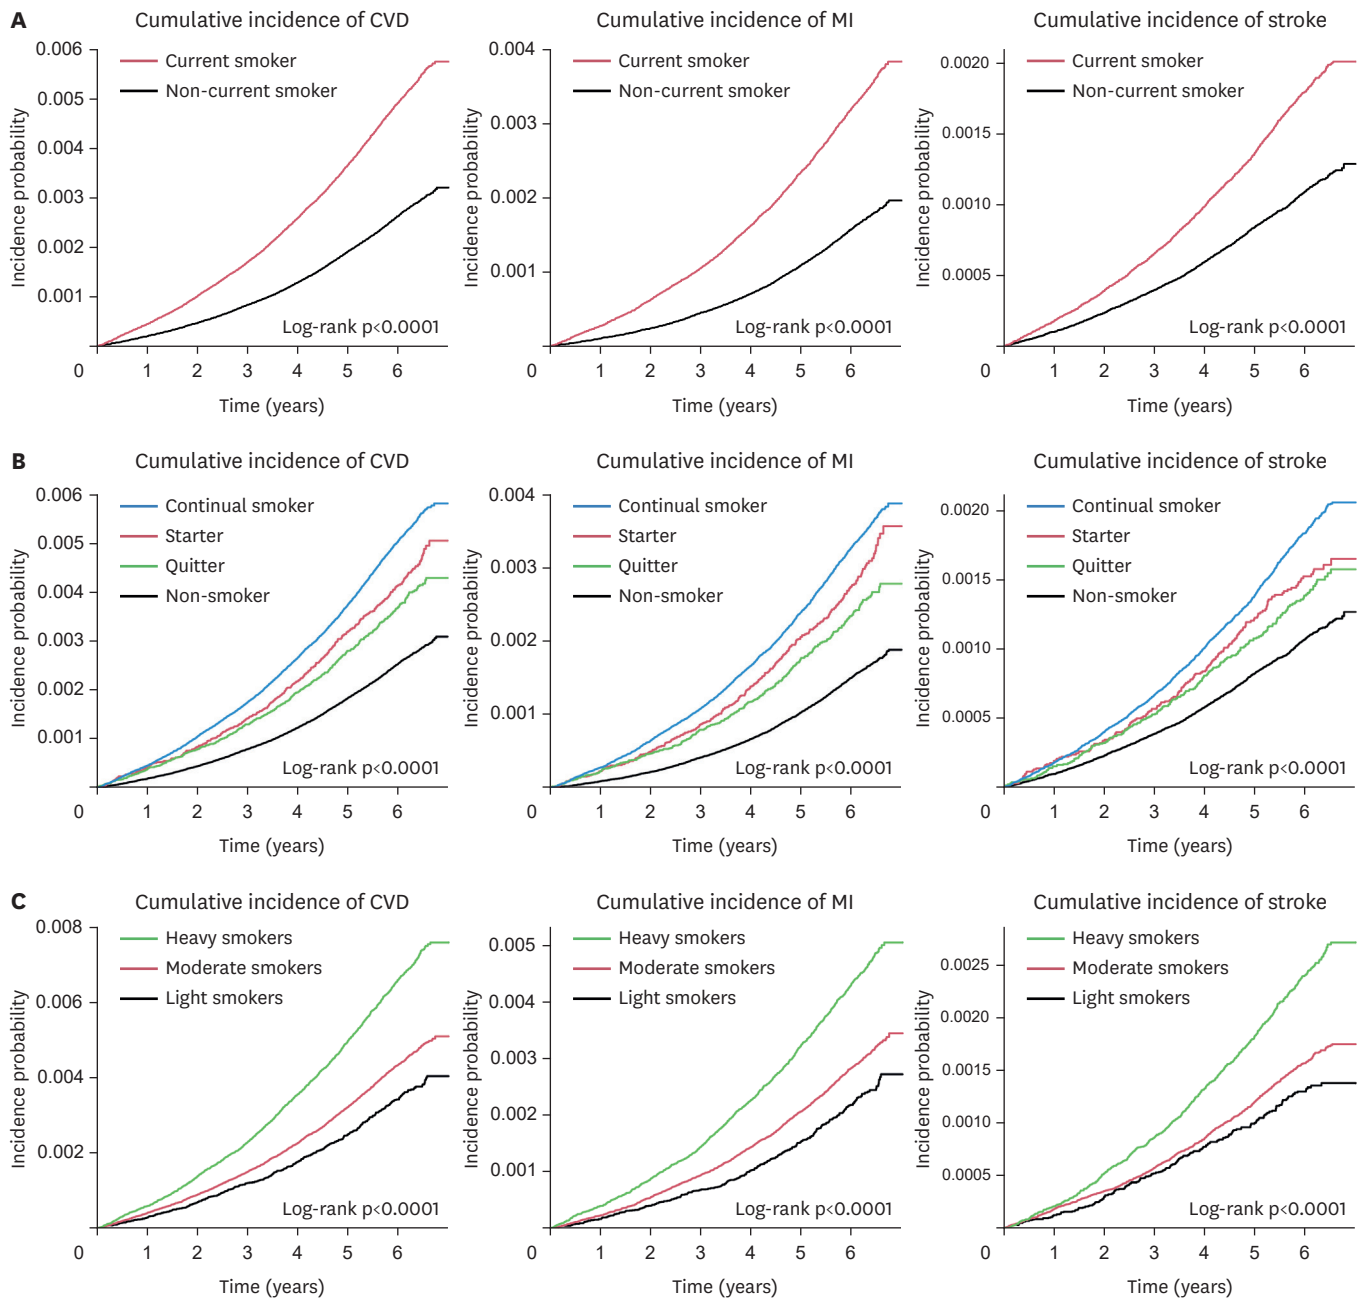 A
Cumulative incidence of CVD
0.006
0.005
0.004
0.003
0.002
0.001
Incidence probability
Current smoker
Non-current smoker
Log-rank p<0.0001
0 1 2 3 4 5 6
Time (years)
Cumulative incidence of MI
0.004
0.003
0.002
0.001
Incidence probability
Current smoker
Non-current smoker
Log-rank p<0.0001
0 1 2 3 4 5 6
Time (years)
Cumulative incidence of stroke
0.0020
0.0015
0.0010
0.0005
Incidence probability
Current smoker
Non-current smoker
Log-rank p<0.0001
0 1 2 3 4 5 6
Time (years)
B
Cumulative incidence of CVD
0.006
0.005
0.004
0.003
0.002
0.001
Incidence probability
Continual smoker
Starter
Quitter
Non-smoker
Log-rank p<0.0001
0 1 2 3 4 5 6
Time (years)
Cumulative incidence of MI
0.004
0.003
0.002
0.001
Incidence probability
Continual smoker
Starter
Quitter
Non-smoker
Log-rank p<0.0001
0 1 2 3 4 5 6
Time (years)
Cumulative incidence of stroke
0.0020
0.0015
0.0010
0.0005
Incidence probability
Continual smoker
Starter
Quitter
Non-smoker
Log-rank p<0.0001
0 1 2 3 4 5 6
Time (years)
C
Cumulative incidence of CVD
0.008
0.006
0.004
0.002
Incidence probability
Heavy smokers
Moderate smokers
Light smokers
Log-rank p<0.0001
0 1 2 3 4 5 6
Time (years)
Cumulative incidence of MI
0.005
0.004
0.003
0.002
0.001
Incidence probability
Heavy smokers
Moderate smokers
Light smokers
Log-rank p<0.0001
0 1 2 3 4 5 6
Time (years)
Cumulative incidence of stroke
0.0025
0.0020
0.0015
0.0010
0.0005
Incidence probability
Heavy smokers
Moderate smokers
Light smokers
Log-rank p<0.0001
0 1 2 3 4 5 6
Time (years)